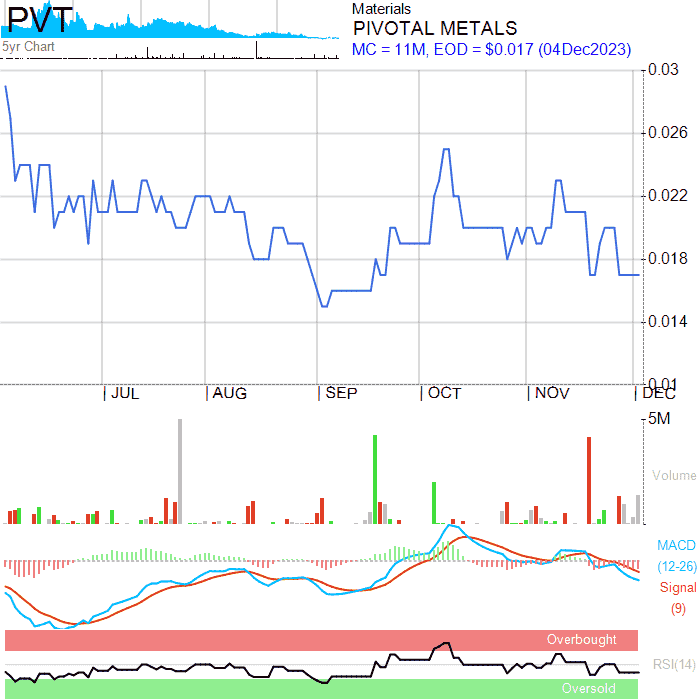 PVT
5yr Chart
Materials
PIVOTAL METALS
MC = 11M, EOD = $0.017 (04Dec2023)
0.03
0.026
0.022
0.018
0.014
0.01
JUL AUG SEP OCT NOV DEC
5M
Volume
MACD
(12-26)
Signal
(9)
Overbought
RSI(14)
Oversold